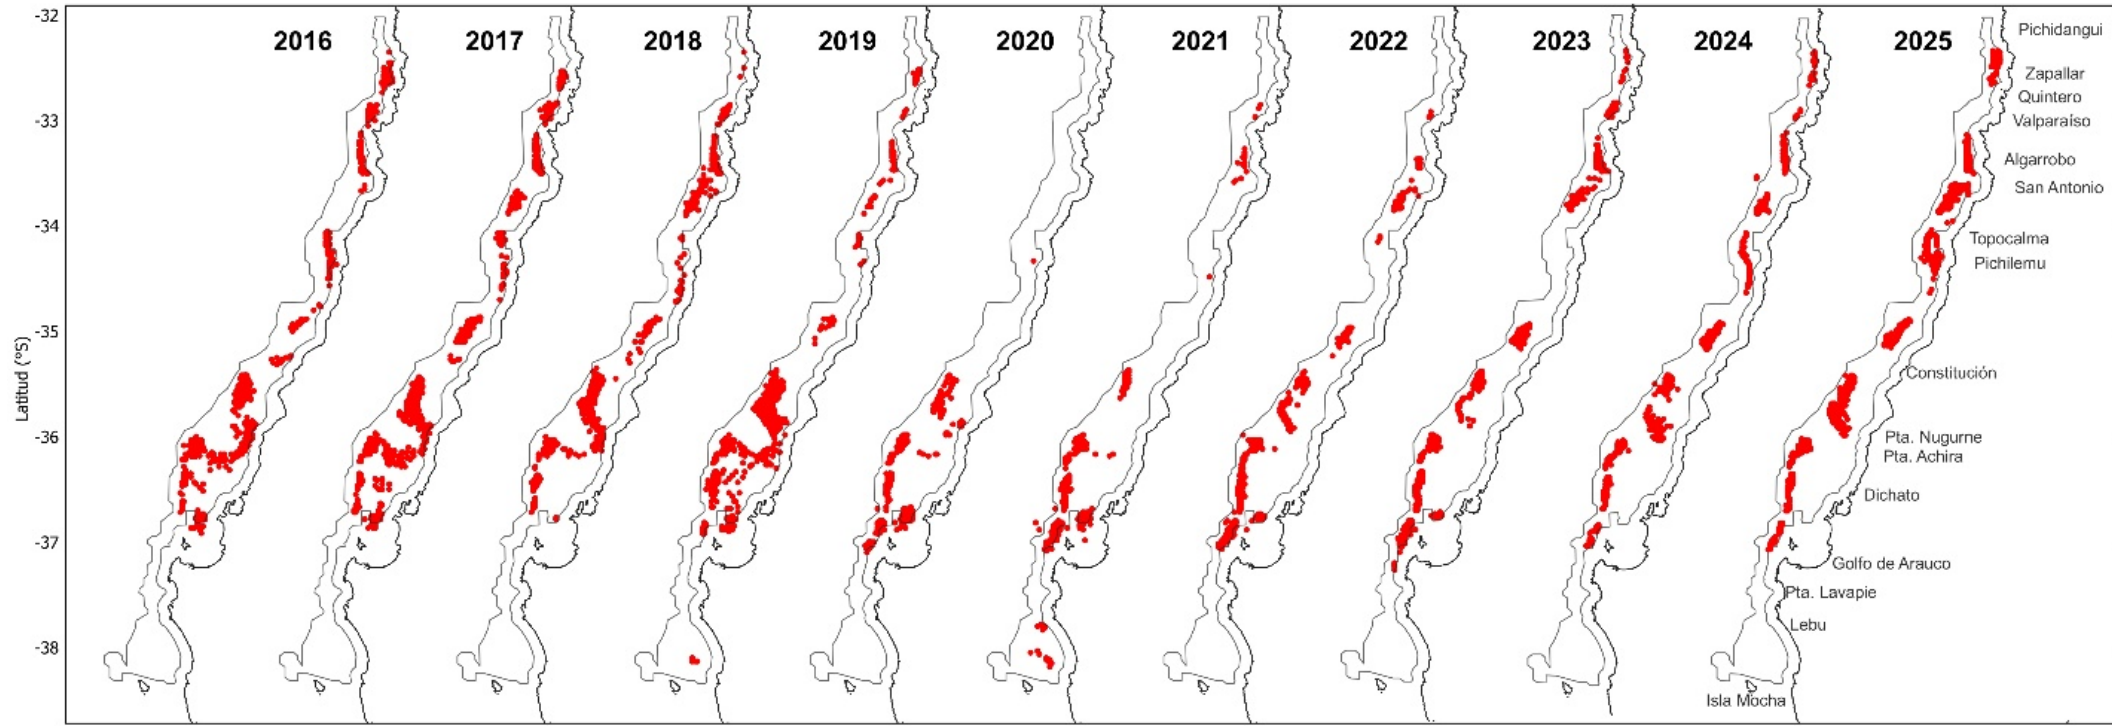 2016
2017
2018
2019
2020
2021
2022
2023
2024
2025
Latitud (°S)
-32
-33
-34
-35
-36
-37
-38
Pichidangui
Zapallar
Quintero
Valparaíso
Algarrobo
San Antonio
Topocalma
Pichilemu
Constitución
Pta. Nugurne
Pta. Achira
Dichato
Golfo de Arauco
Pta. Lavapie
Lebu
Isla Mocha